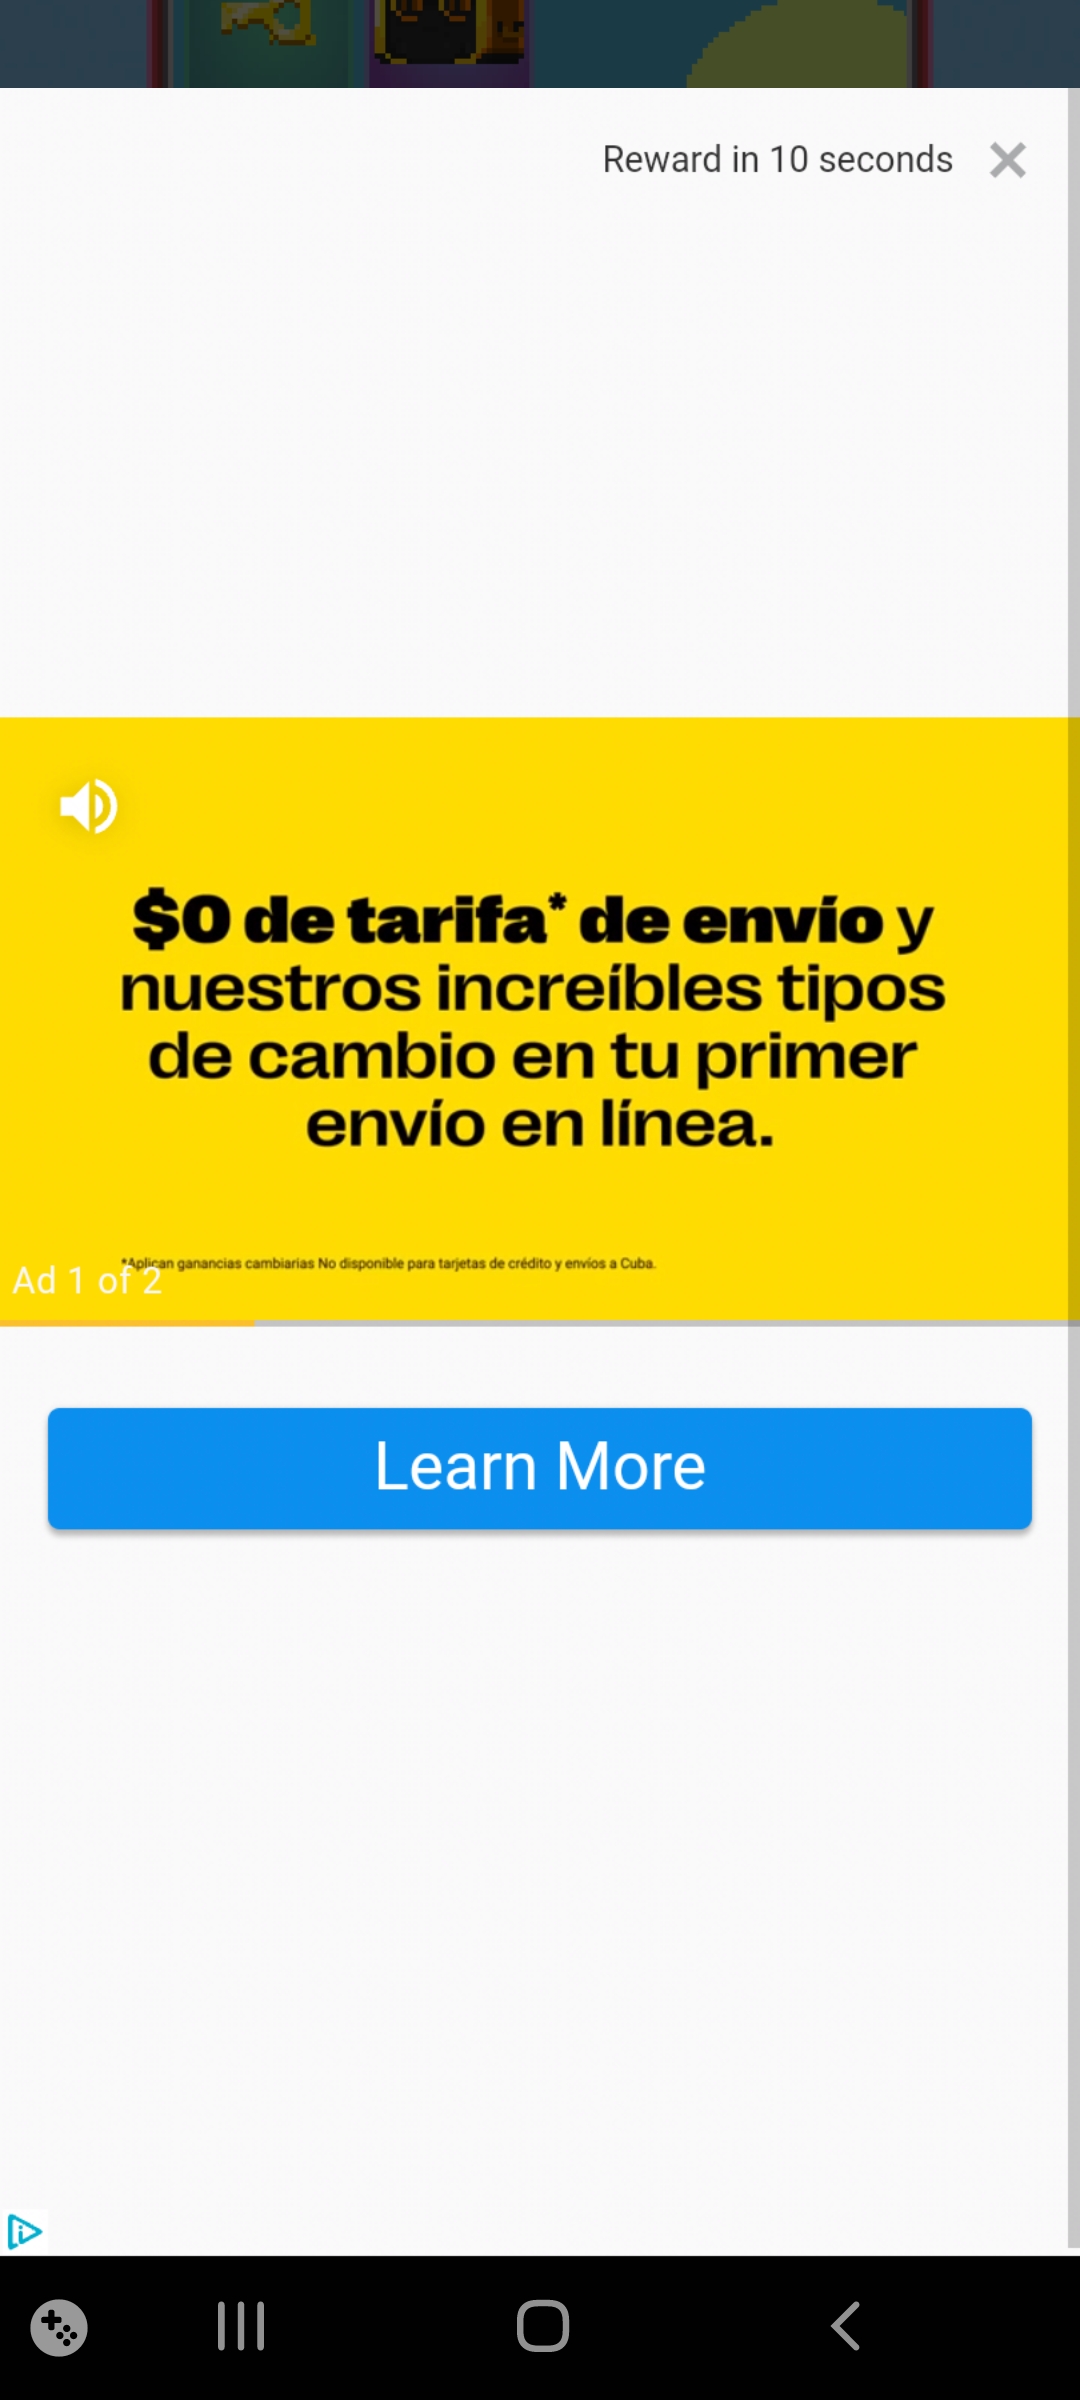 Reward in 10 seconds
$0 de tarifa* de envío y
nuestros increíbles tipos
de cambio en tu primer
envío en línea.
*Aplican ganancias cambiarias No disponible para tarjetas de crédito y envíos a Cuba.
Ad 1 of 2
Learn More